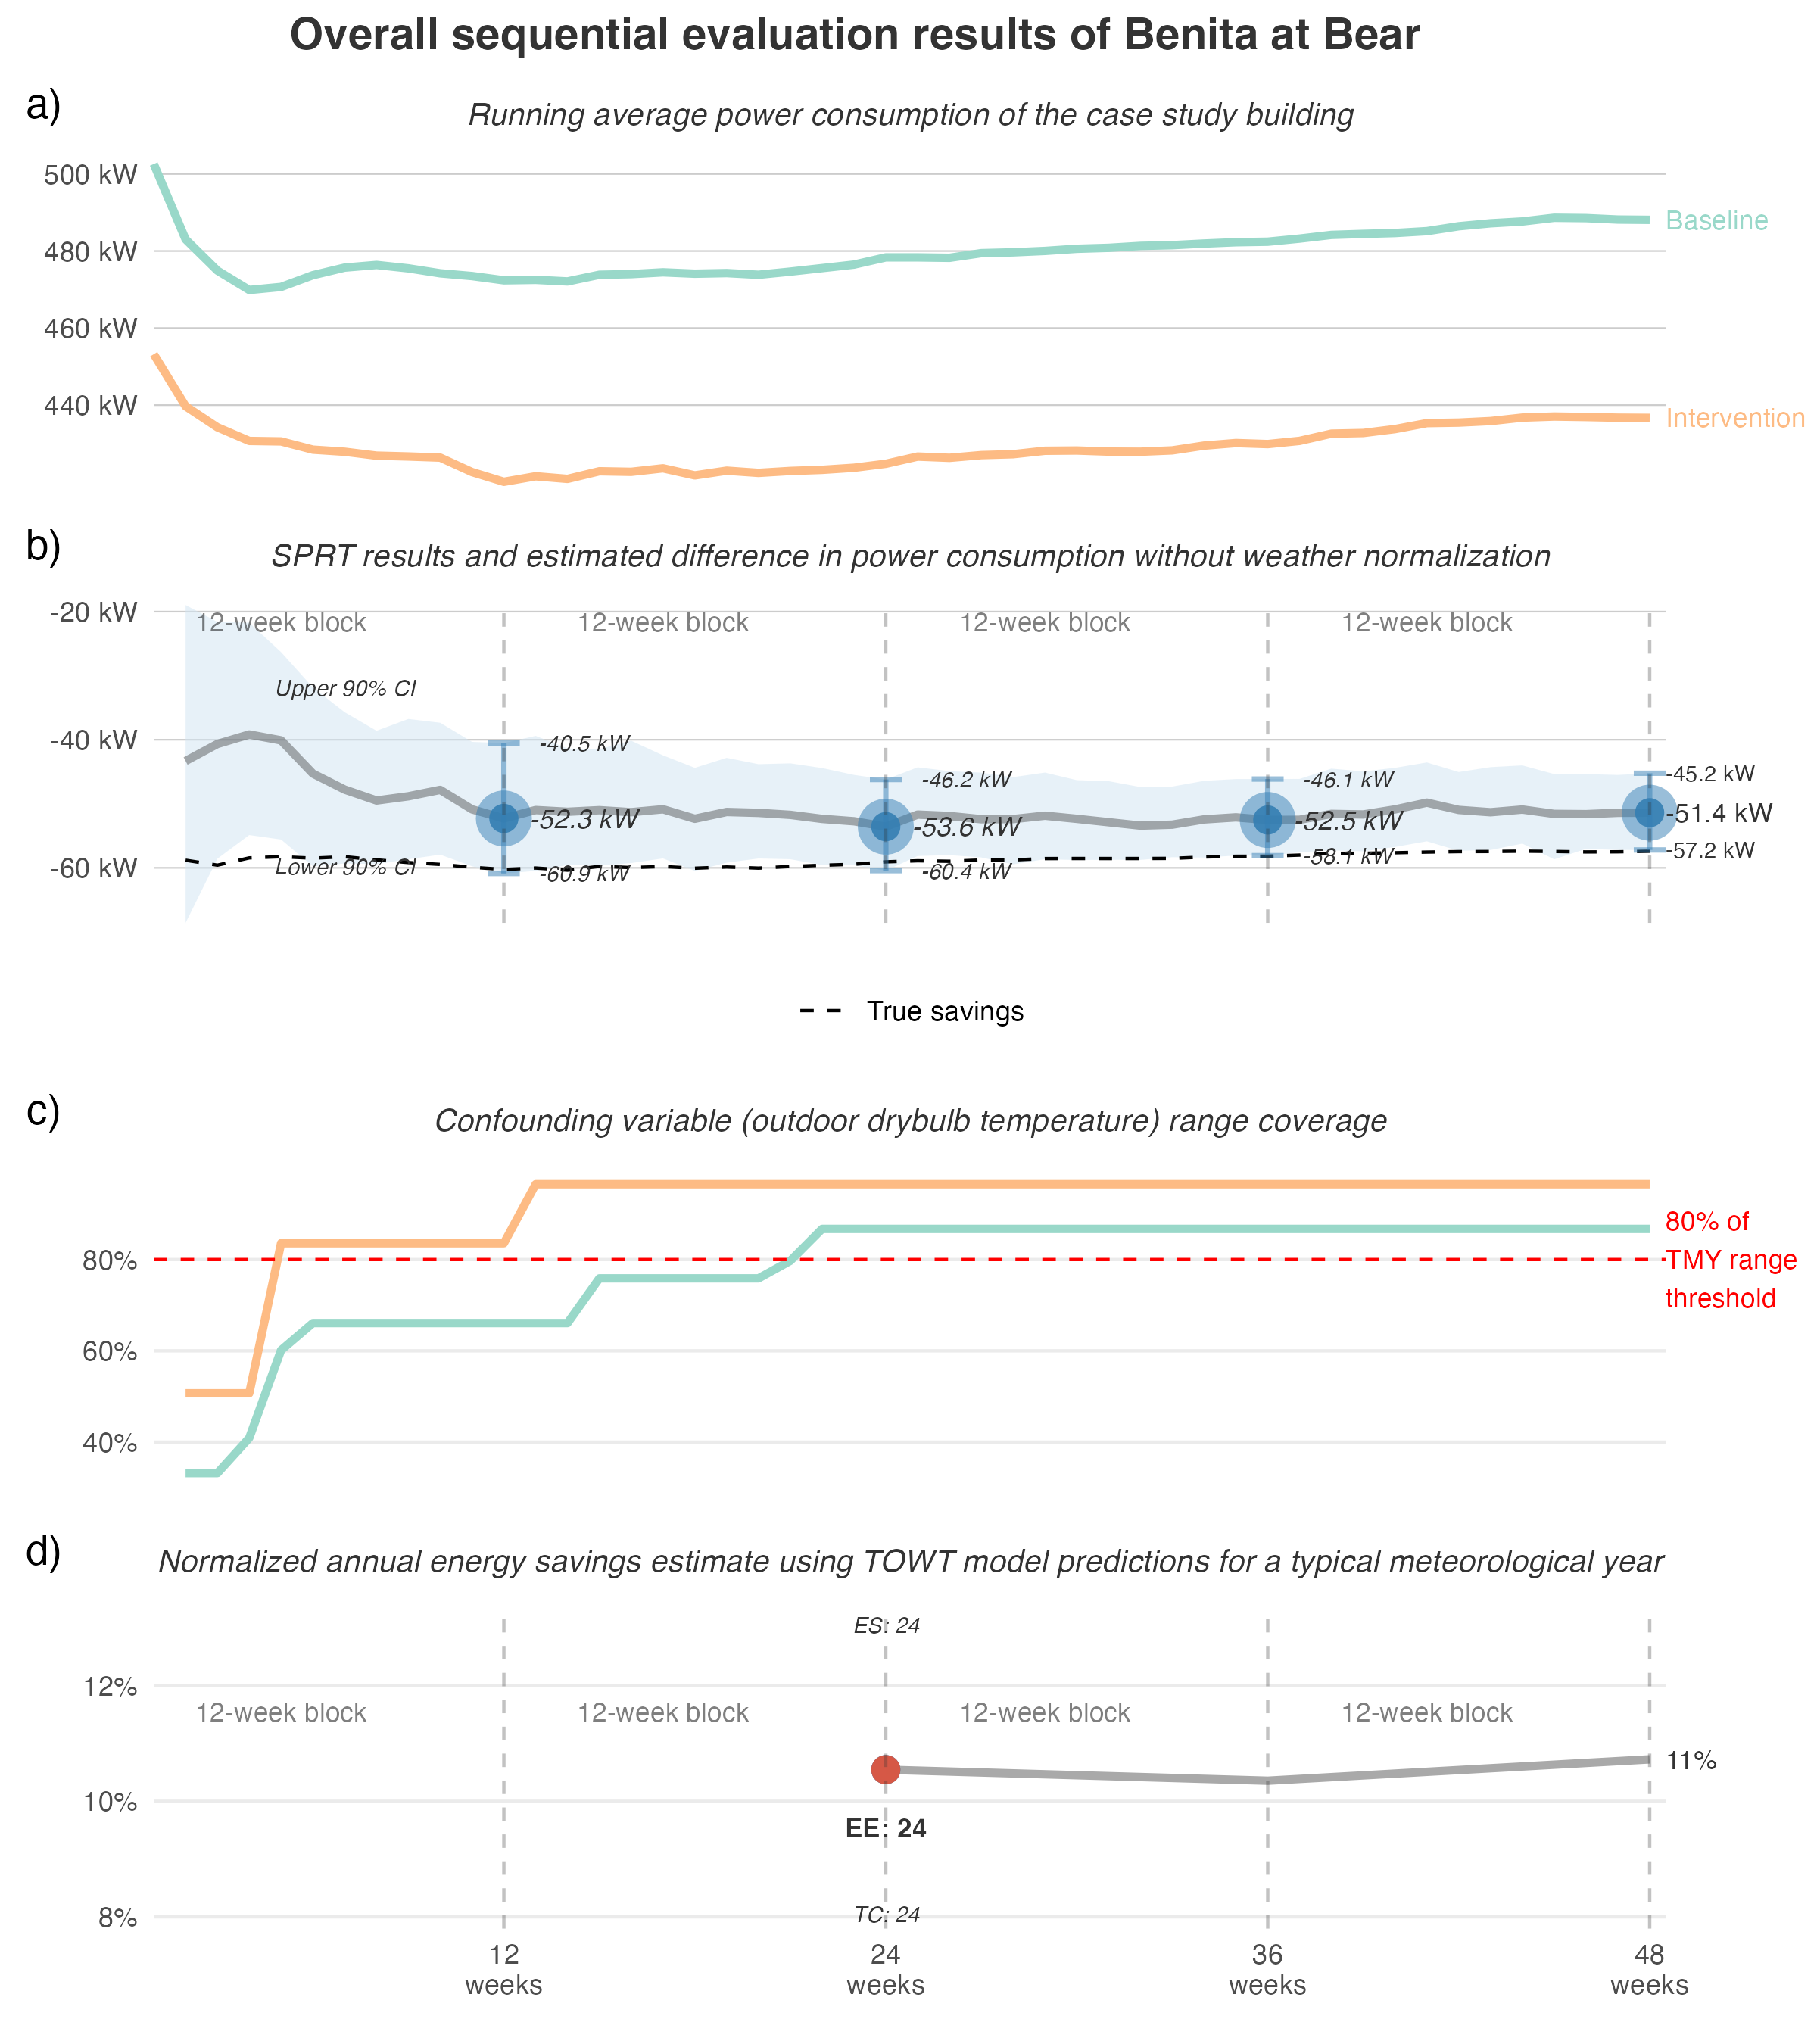 Overall sequential evaluation results of Benita at Bear
a)
Running average power consumption of the case study building
500 kW
480 kW
460 kW
440 kW
Baseline
Intervention
b)
SPRT results and estimated difference in power consumption without weather normalization
-20 kW
-40 kW
-60 kW
12-week block
12-week block
12-week block
12-week block
Upper 90% CI
Lower 90% CI
-40.5 kW
-52.3 kW
-60.9 kW
-46.2 kW
-53.6 kW
-60.4 kW
-46.1 kW
-52.5 kW
-58.1 kW
-45.2 kW
-51.4 kW
-57.2 kW
True savings
c)
Confounding variable (outdoor drybulb temperature) range coverage
80%
60%
40%
80% of
TMY range
threshold
d)
Normalized annual energy savings estimate using TOWT model predictions for a typical meteorological year
ES: 24
12%
10%
8%
12-week block
12-week block
12-week block
12-week block
11%
EE: 24
TC: 24
12
weeks
24
weeks
36
weeks
48
weeks